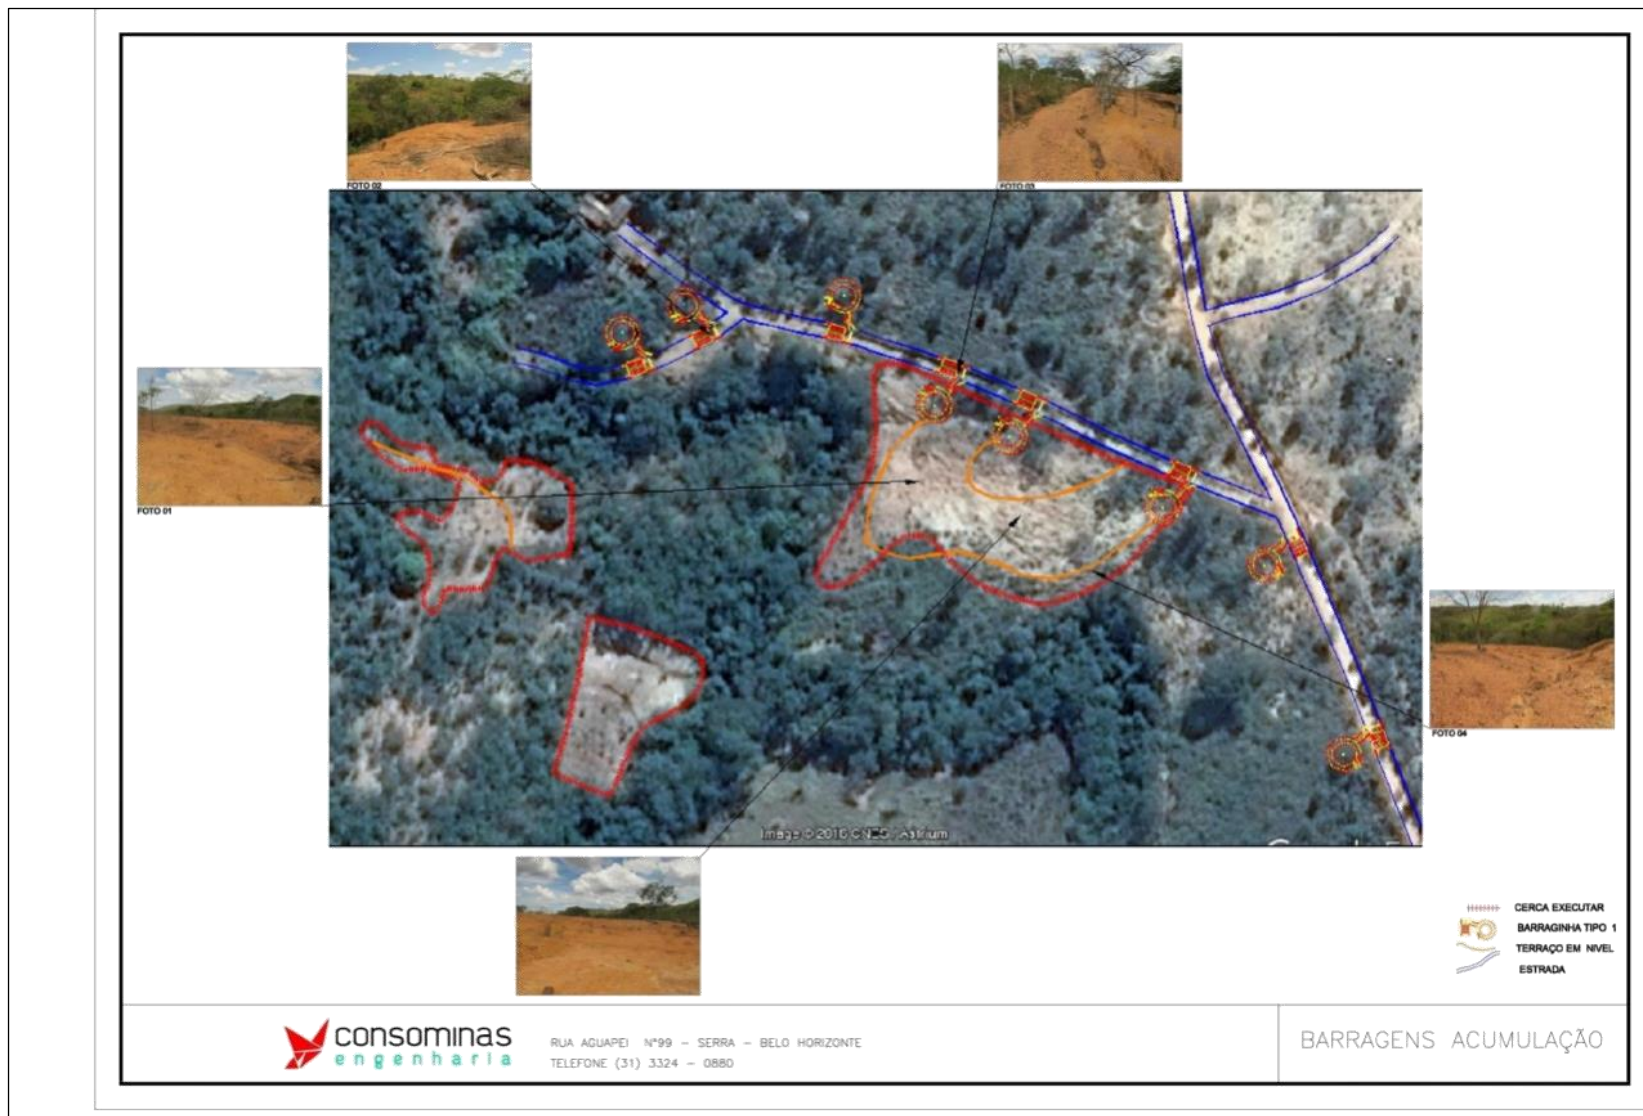 FOTO 02
FOTO 03
FOTO 01
FOTO 04
Image © 2016 CNES / Astrium
CERCA EXECUTAR
BARRAGINHA TIPO 1
TERRAÇO EM NIVEL
ESTRADA
consominas
engenharia
RUA AGUAPEI N°99 - SERRA - BELO HORIZONTE
TELEFONE (31) 3324 - 0880
BARRAGENS ACUMULAÇÃO